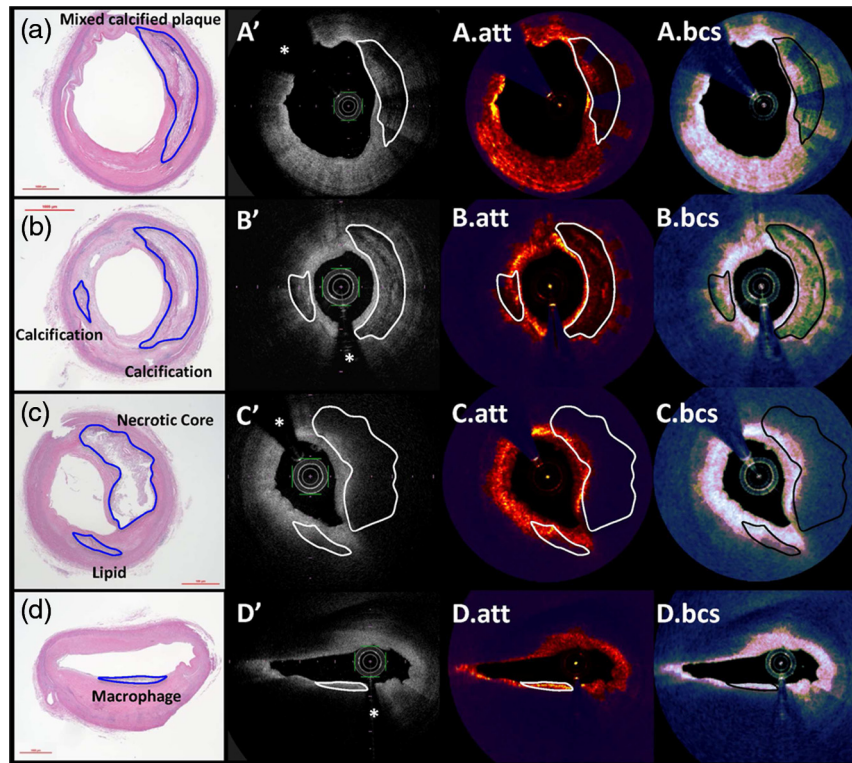 (a)
Mixed calcified plaque
A'
*
A.att
A.bcs
(b)
Calcification
Calcification
B'
*
B.att
B.bcs
(c)
Necrotic Core
Lipid
C'
*
C.att
C.bcs
(d)
Macrophage
D'
*
D.att
D.bcs